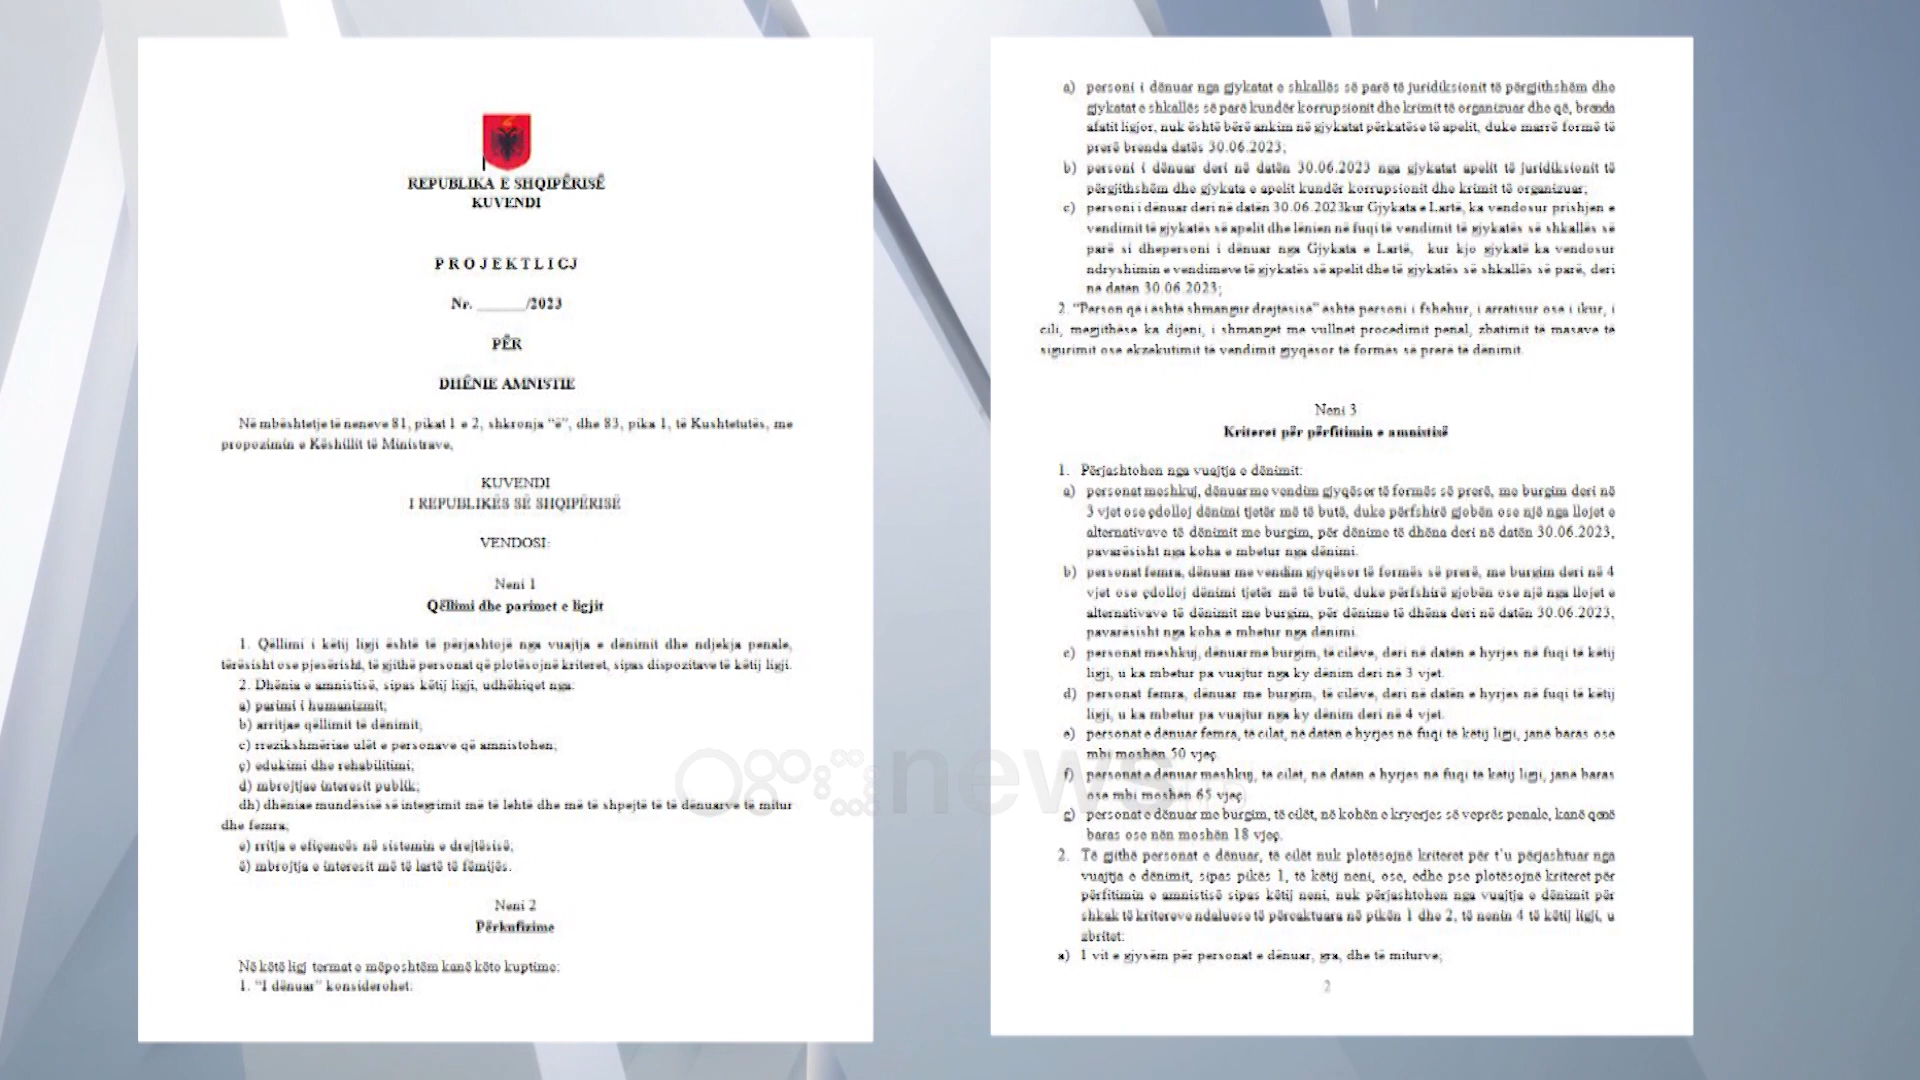 REPUBLIKA E SHQIPËRISË
KUVENDI
PROJEKTLIGJ
Nr. ______/2023
PËR
DHËNIE AMNISTIE
Në mbështetje të neneve 81, pikat 1 e 2, shkronja “ë”, dhe 83, pika 1, të Kushtetutës, me
propozimin e Këshillit të Ministrave,
KUVENDI
I REPUBLIKËS SË SHQIPËRISË
VENDOSI:
Neni 1
Qëllimi dhe parimet e ligjit
1. Qëllimi i këtij ligji është të përjashtojë nga vuajtja e dënimit dhe ndjekja penale,
tërësisht ose pjesërisht, të gjithë personat që plotësojnë kriteret, sipas dispozitave të këtij ligji.
2. Dhënia e amnistisë, sipas këtij ligji, udhëhiqet nga:
a) parimi i humanizmit;
b) arritjae qëllimit të dënimit;
c) rrezikshmëriae ulët e personave që amnistohen;
ç) edukimi dhe rehabilitimi;
d) mbrojtjae interesit publik;
dh) dhëniae mundësisë së integrimit më të lehtë dhe më të shpejtë të të dënuarve të mitur
dhe femra;
e) rritja e efiçencës në sistemin e drejtësisë;
ë) mbrojtja e interesit më të lartë të fëmijës.
Neni 2
Përkufizime
Në këtë ligj termat e mëposhtëm kanë këto kuptime:
1. “I dënuar” konsiderohet:
a) personi i dënuar nga gjykatat e shkallës së parë të juridiksionit të përgjithshëm dhe
gjykatat e shkallës së parë kundër korrupsionit dhe krimit të organizuar dhe që, brenda
afatit ligjor, nuk është bërë ankim në gjykatat përkatëse të apelit, duke marrë formë të
prerë brenda datës 30.06.2023;
b) personi i dënuar deri në datën 30.06.2023 nga gjykatat apelit të juridiksionit të
përgjithshëm dhe gjykata e apelit kundër korrupsionit dhe krimit të organizuar;
c) personi i dënuar deri në datën 30.06.2023kur Gjykata e Lartë, ka vendosur prishjen e
vendimit të gjykatës së apelit dhe lënien në fuqi të vendimit të gjykatës së shkallës së
parë si dhepersoni i dënuar nga Gjykata e Lartë, kur kjo gjykatë ka vendosur
ndryshimin e vendimeve të gjykatës së apelit dhe të gjykatës së shkallës së parë, deri
në datën 30.06.2023;
2. “Person që i është shmangur drejtësisë” është personi i fshehur, i arratisur ose i ikur, i
cili, megjithëse ka dijeni, i shmanget me vullnet procedimit penal, zbatimit të masave të
sigurimit ose ekzekutimit të vendimit gjyqësor të formës së prerë të dënimit.
Neni 3
Kriteret për përfitimin e amnistisë
1. Përjashtohen nga vuajtja e dënimit:
a) personat meshkuj, dënuarme vendim gjyqësor të formës së prerë, me burgim deri në
3 vjet ose çdolloj dënimi tjetër më të butë, duke përfshirë gjobën ose një nga llojet e
alternativave të dënimit me burgim, për dënime të dhëna deri në datën 30.06.2023,
pavarësisht nga koha e mbetur nga dënimi.
b) personat femra, dënuar me vendim gjyqësor të formës së prerë, me burgim deri në 4
vjet ose çdolloj dënimi tjetër më të butë, duke përfshirë gjobën ose një nga llojet e
alternativave të dënimit me burgim, për dënime të dhëna deri në datën 30.06.2023,
pavarësisht nga koha e mbetur nga dënimi.
c) personat meshkuj, dënuarme burgim, të cilëve, deri në datën e hyrjes në fuqi të këtij
ligji, u ka mbetur pa vuajtur nga ky dënim deri në 3 vjet.
d) personat femra, dënuar me burgim, të cilëve, deri në datën e hyrjes në fuqi të këtij
ligji, u ka mbetur pa vuajtur nga ky dënim deri në 4 vjet.
e) personat e dënuar femra, të cilat, në datën e hyrjes në fuqi të këtij ligji, janë baras ose
mbi moshën 50 vjeç.
f) personat e dënuar meshkuj, të cilët, në datën e hyrjes në fuqi të këtij ligji, janë baras
ose mbi moshën 65 vjeç.
g) personat e dënuar me burgim, të cilët, në kohën e kryerjes së veprës penale, kanë qenë
baras ose nën moshën 18 vjeç.
2. Të gjithë personat e dënuar, të cilët nuk plotësojnë kriteret për t’u përjashtuar nga
vuajtja e dënimit, sipas pikës 1, të këtij neni, ose, edhe pse plotësojnë kriteret për
përfitimin e amnistisë sipas këtij neni, nuk përjashtohen nga vuajtja e dënimit për
shkak të kritereve ndaluese të përcaktuara në pikën 1 dhe 2, të nenin 4 të këtij ligji, u
zbritet:
a) 1 vit e gjysëm për personat e dënuar, gra, dhe të miturve;
2
news